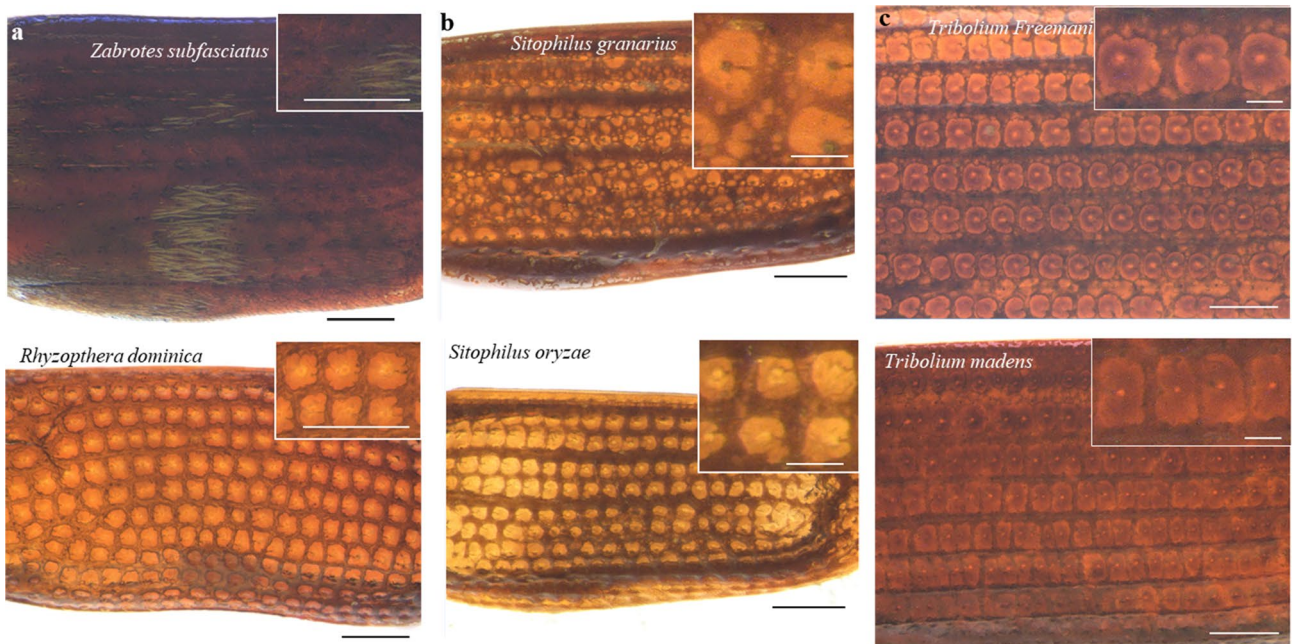 a
Zabrotes subfasciatus
b
Sitophilus granarius
c
Tribolium Freemani
Rhyzopthera dominica
Sitophilus oryzae
Tribolium madens